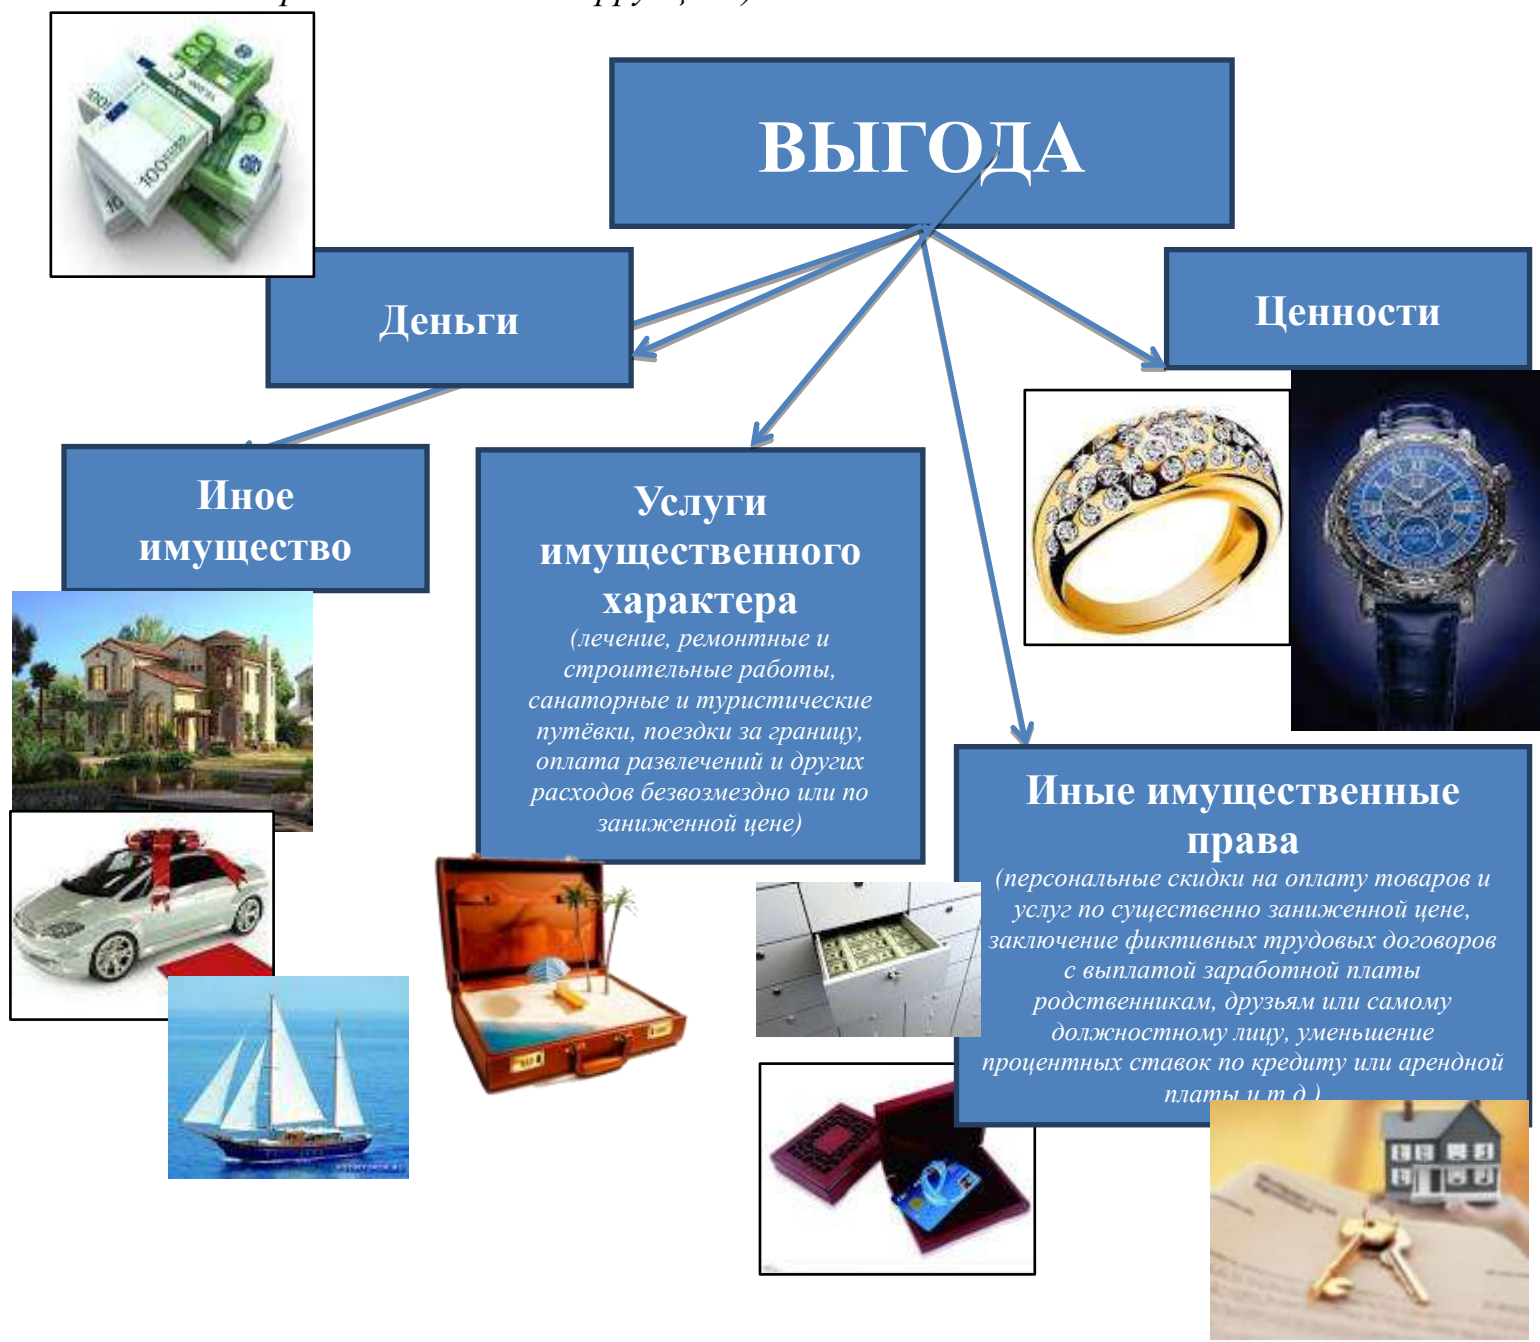 ВЫГОДА
Деньги
Ценности
Иное
имущество
Услуги
имущественного
характера
(лечение, ремонтные и
строительные работы,
санаторные и туристические
путёвки, поездки за границу,
оплата развлечений и других
расходов безвозмездно или по
заниженной цене)
Иные имущественные
права
(персональные скидки на оплату товаров и
услуг по существенно заниженной цене,
заключение фиктивных трудовых договоров
с выплатой заработной платы
родственникам, друзьям или самому
должностному лицу, уменьшение
процентных ставок по кредиту или арендной
платы и т.д.)
100
100